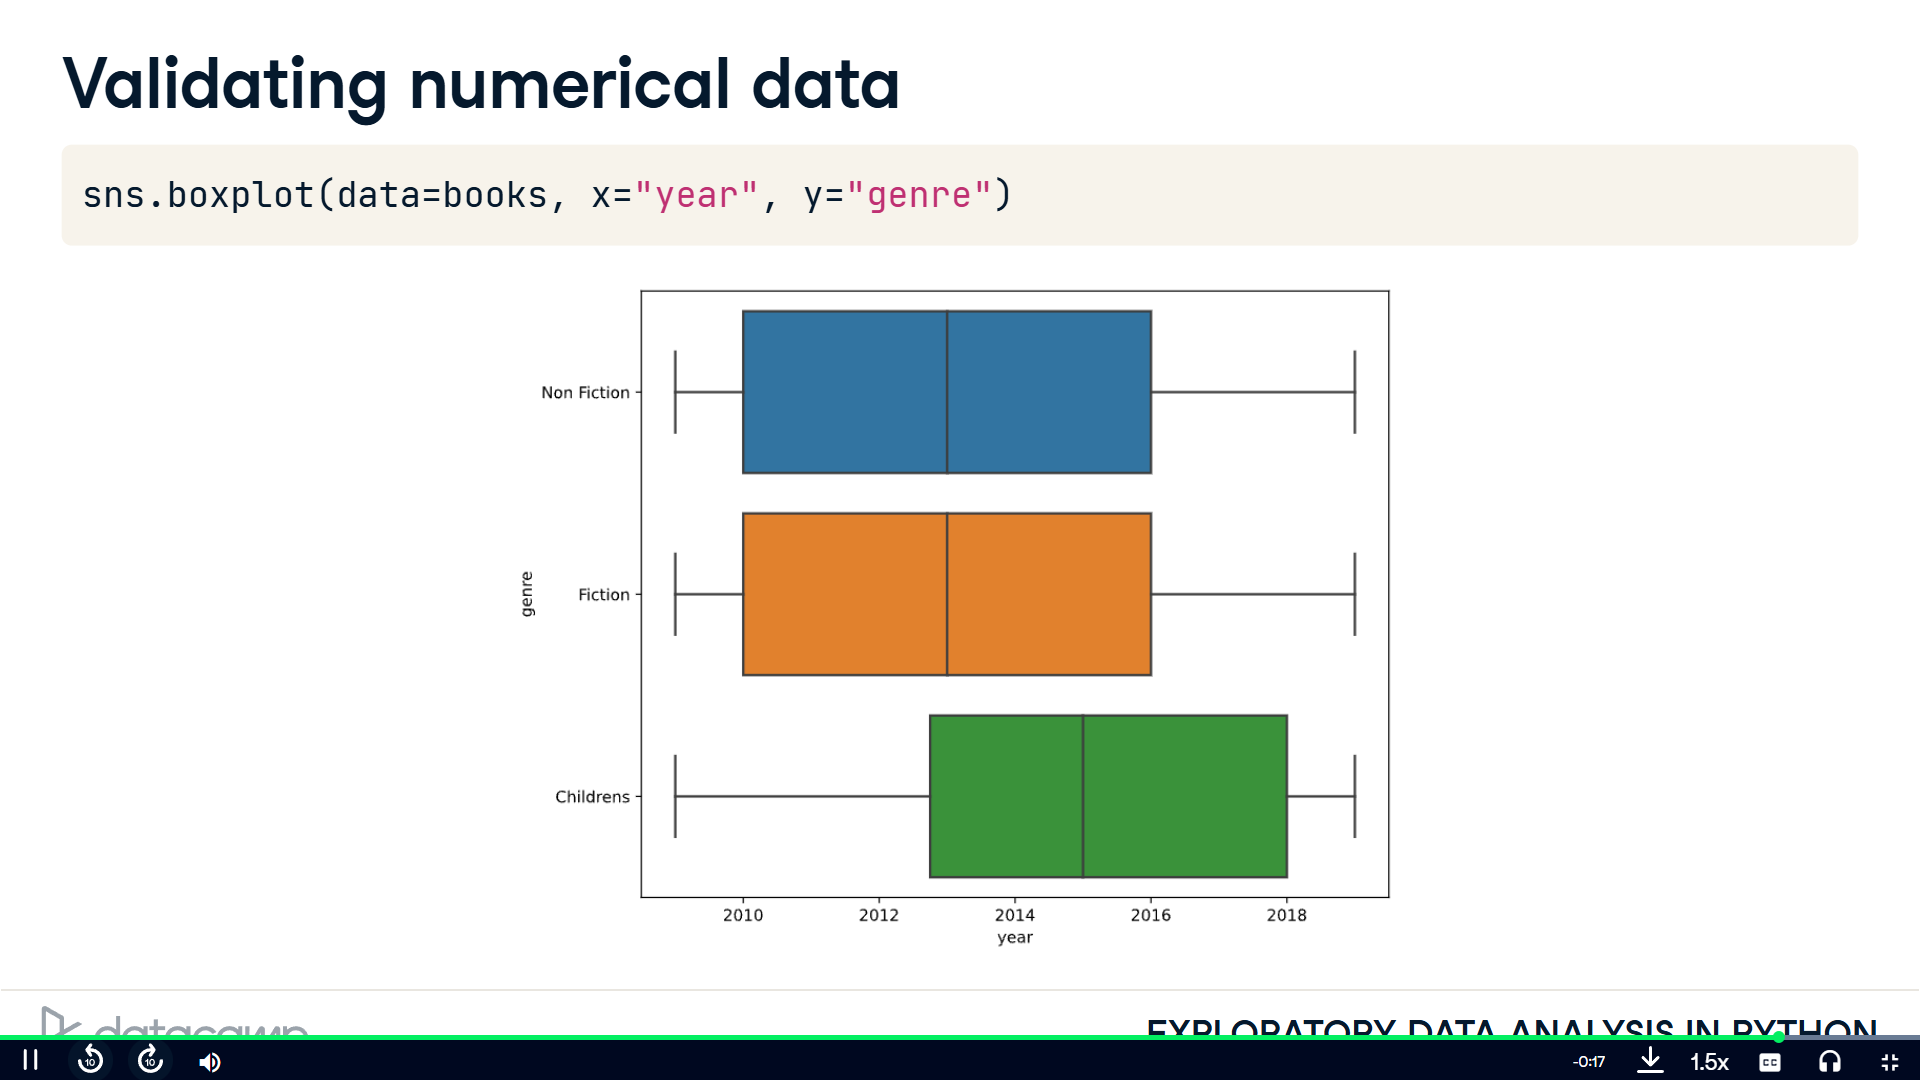 Validating numerical data
sns.boxplot(data=books, x="year", y="genre")
Non Fiction
Fiction
Childrens
genre
2010 2012 2014 2016 2018
year
datacamp
EXPLORATORY DATA ANALYSIS IN PYTHON
10 10 -0:17 1.5x CC